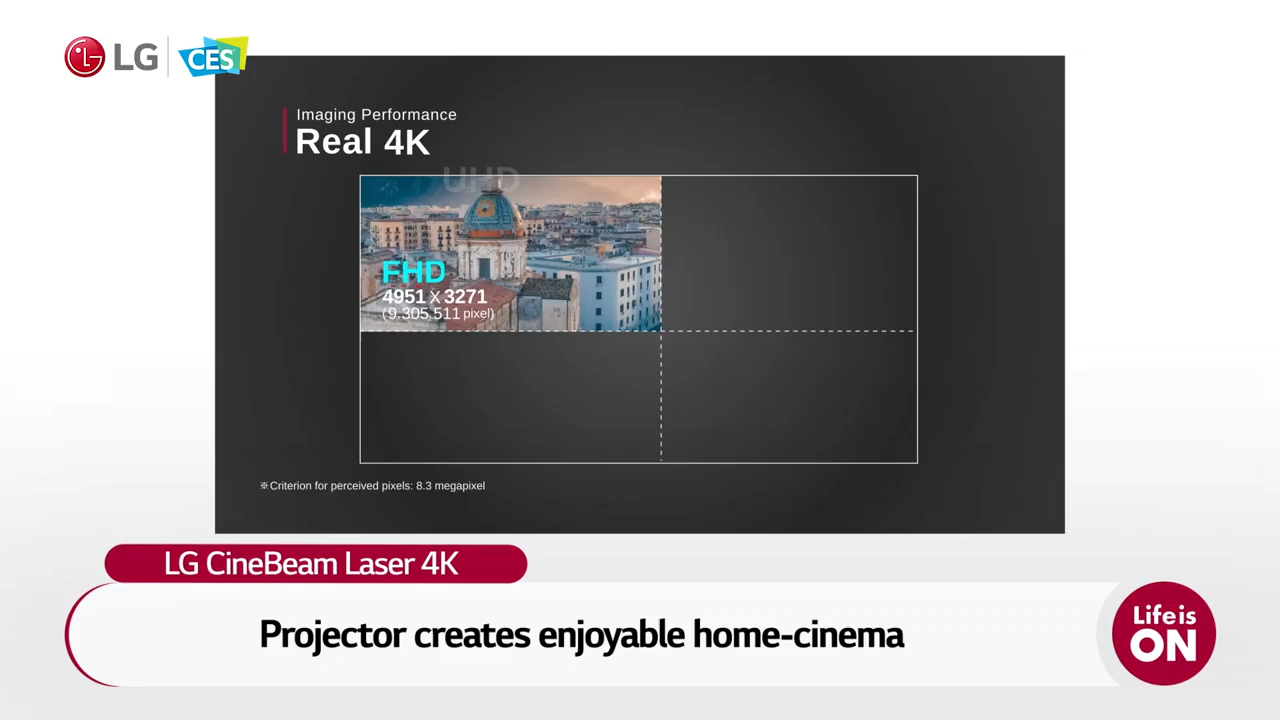 LG CES
Imaging Performance
Real 4K
UHD
FHD
4951 X 3271
(9.305.511 pixel)
※Criterion for perceived pixels: 8.3 megapixel
LG CineBeam Laser 4K
Projector creates enjoyable home-cinema
Life is
ON